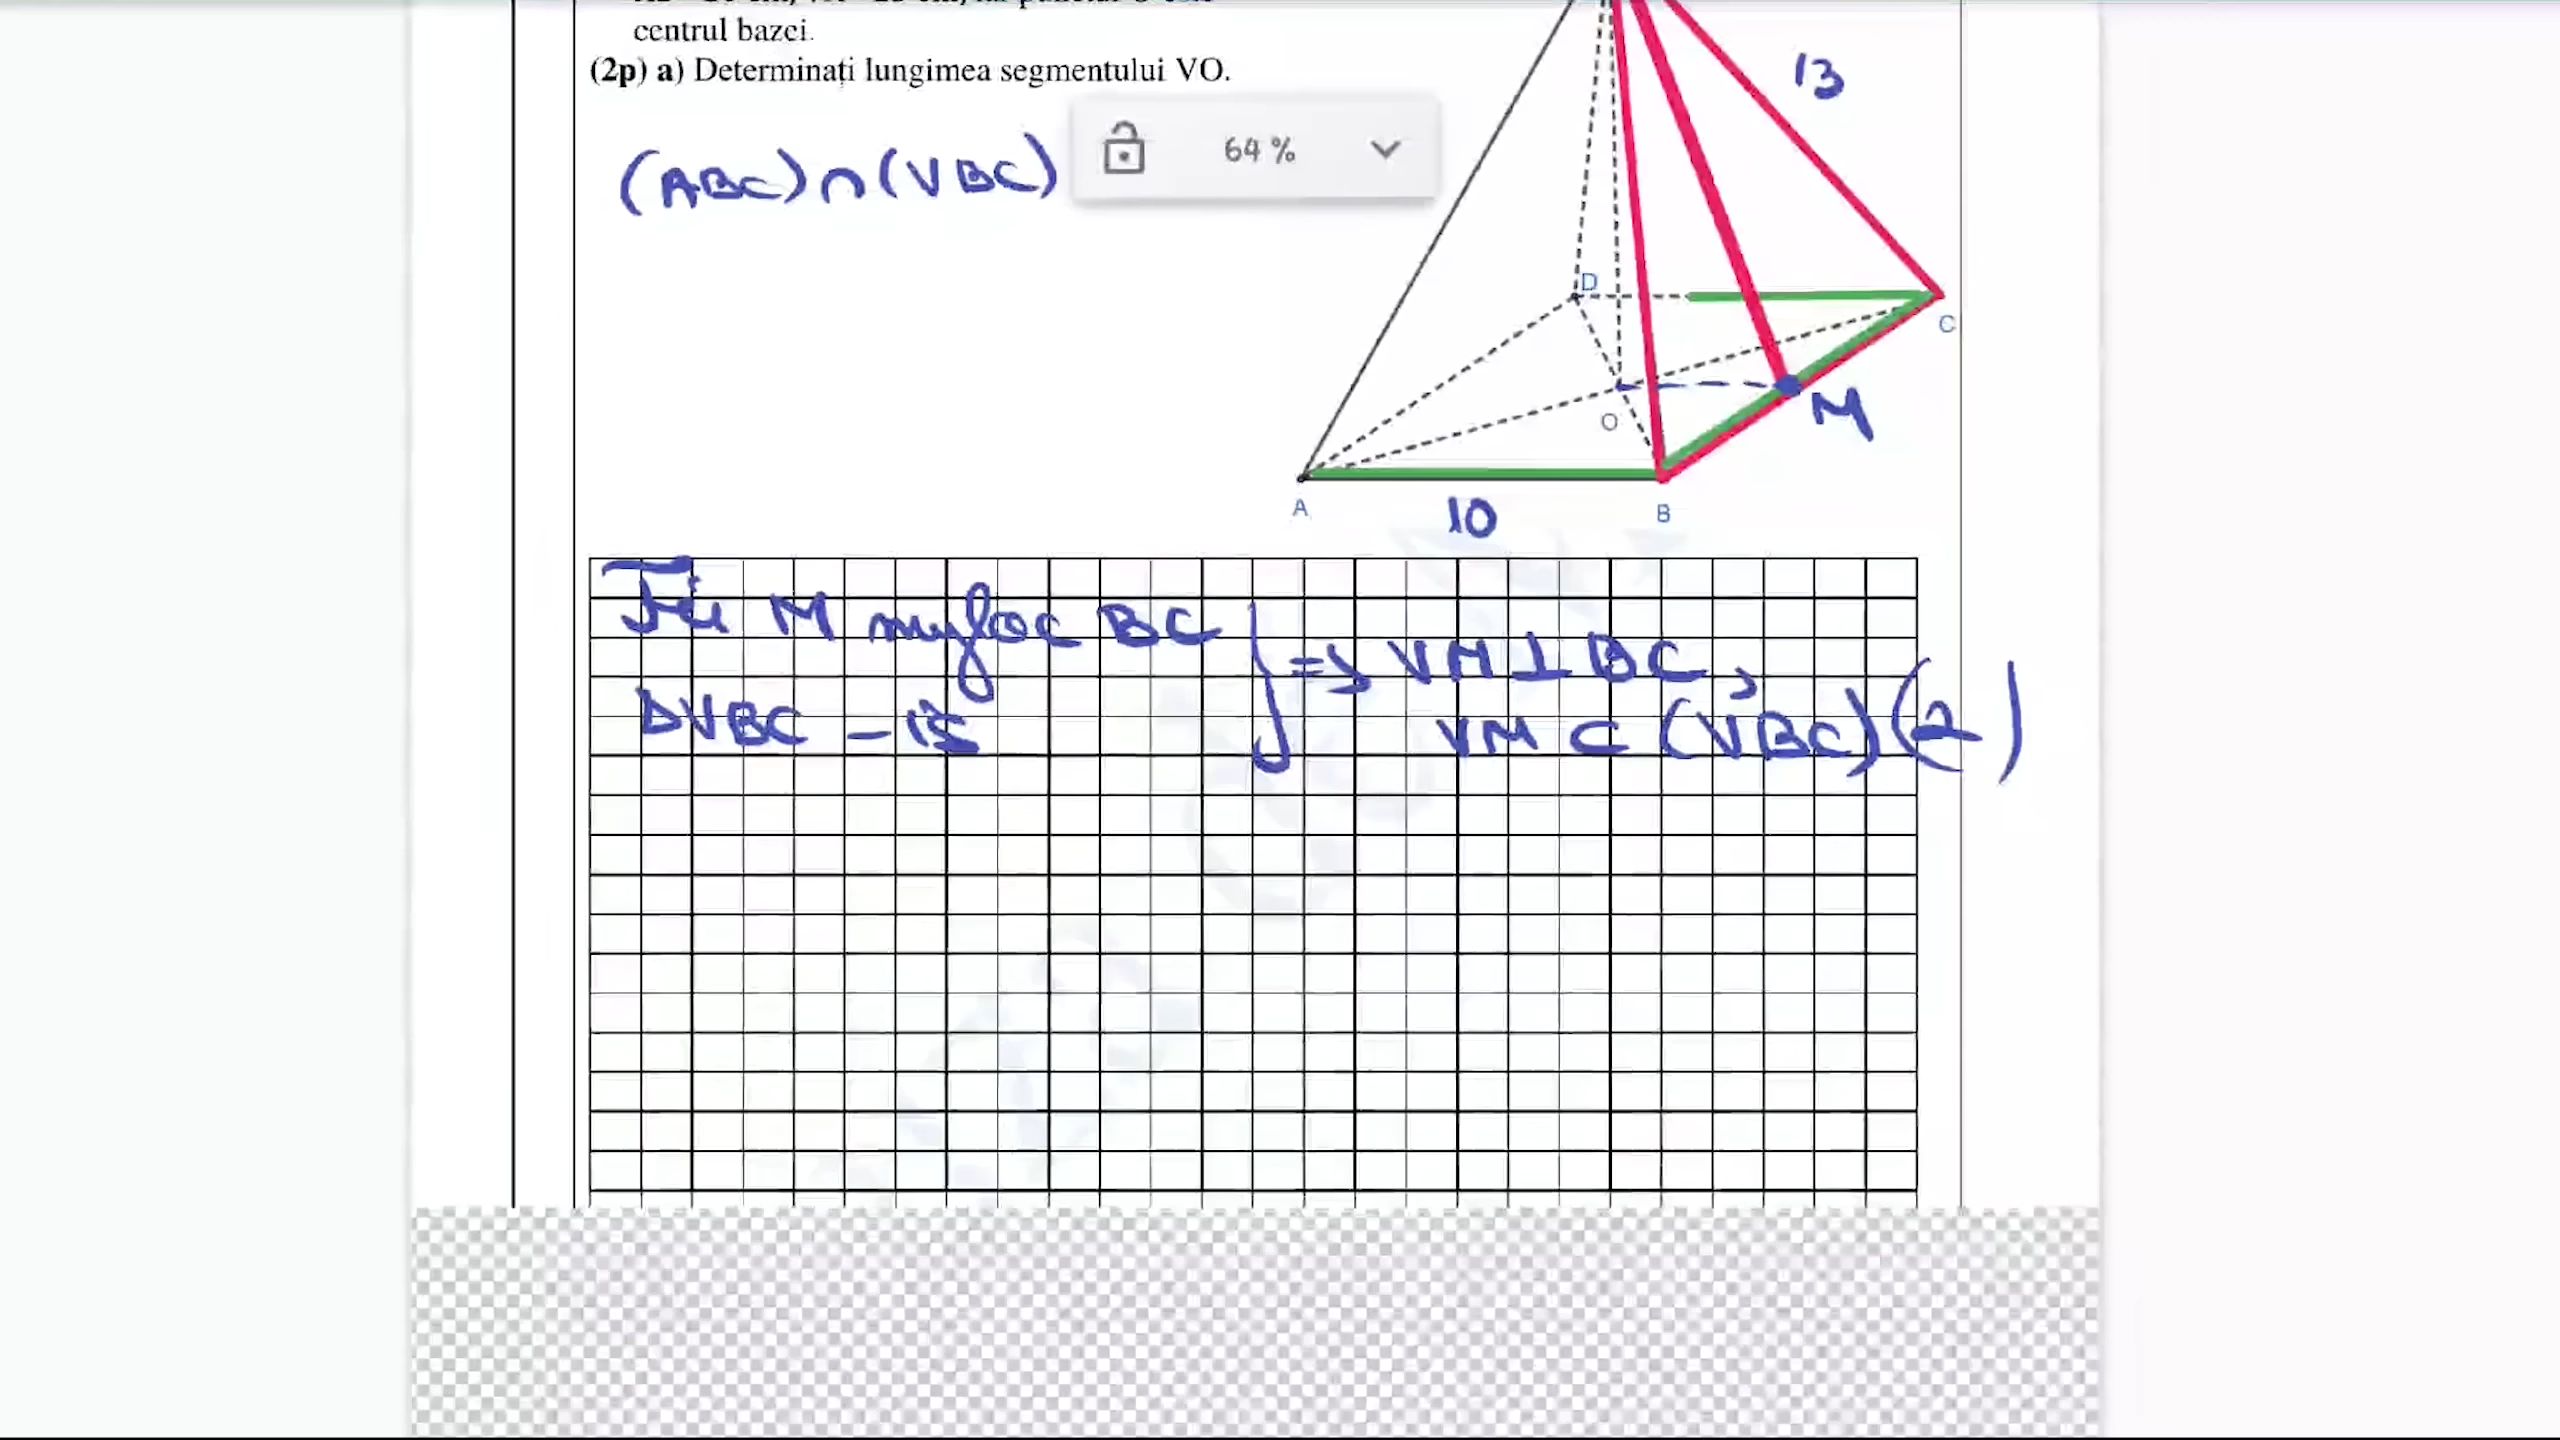 centrul bazei.
(2p) a) Determinați lungimea segmentului VO.
13
(ABC)∩(VBC)
64 %
D
C
O
M
A
10
B
Fie M mijloc BC
=> VM⊥BC,
ΔVBC – is
VM ⊂ (VBC) (2)